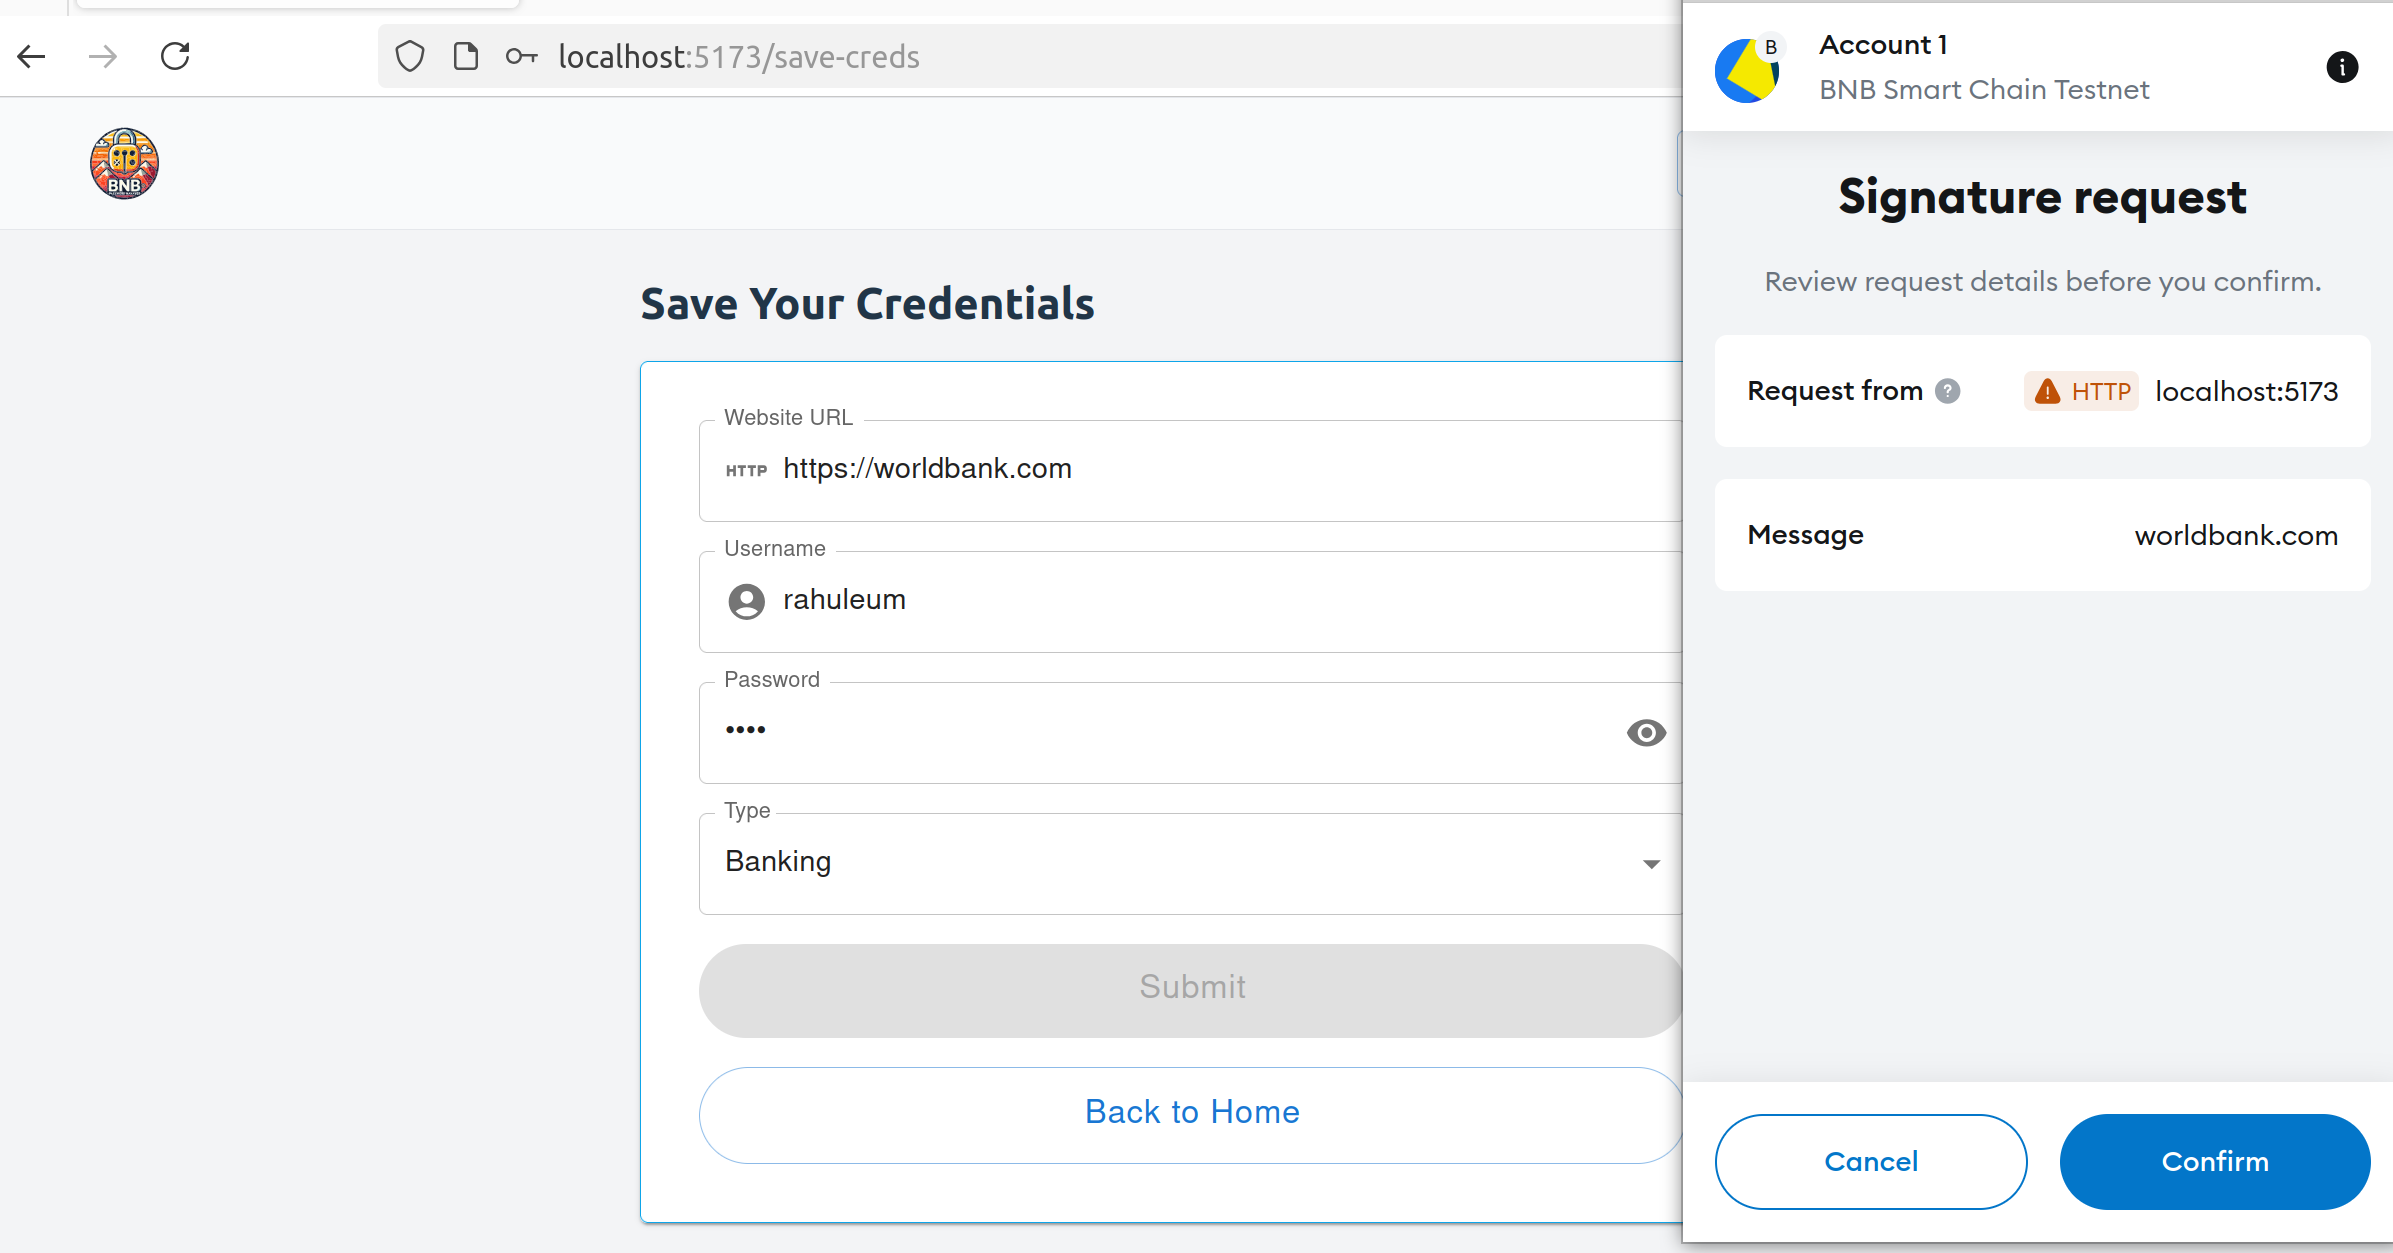 localhost:5173/save-creds
BNB
Save Your Credentials
Website URL
HTTP https://worldbank.com
Username
rahuleum
Password
••••
Type
Banking
Submit
Back to Home
B
Account 1
BNB Smart Chain Testnet
Signature request
Review request details before you confirm.
Request from ? HTTP localhost:5173
Message worldbank.com
Cancel Confirm